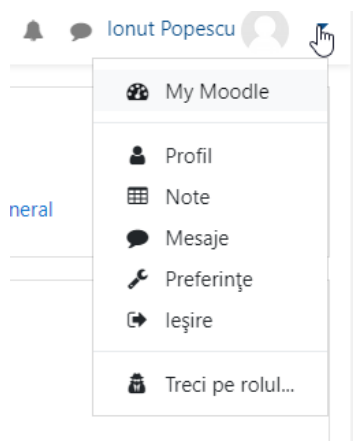 Ionut Popescu
My Moodle
Profil
neral
Note
Mesaje
Preferinţe
Ieşire
Treci pe rolul...